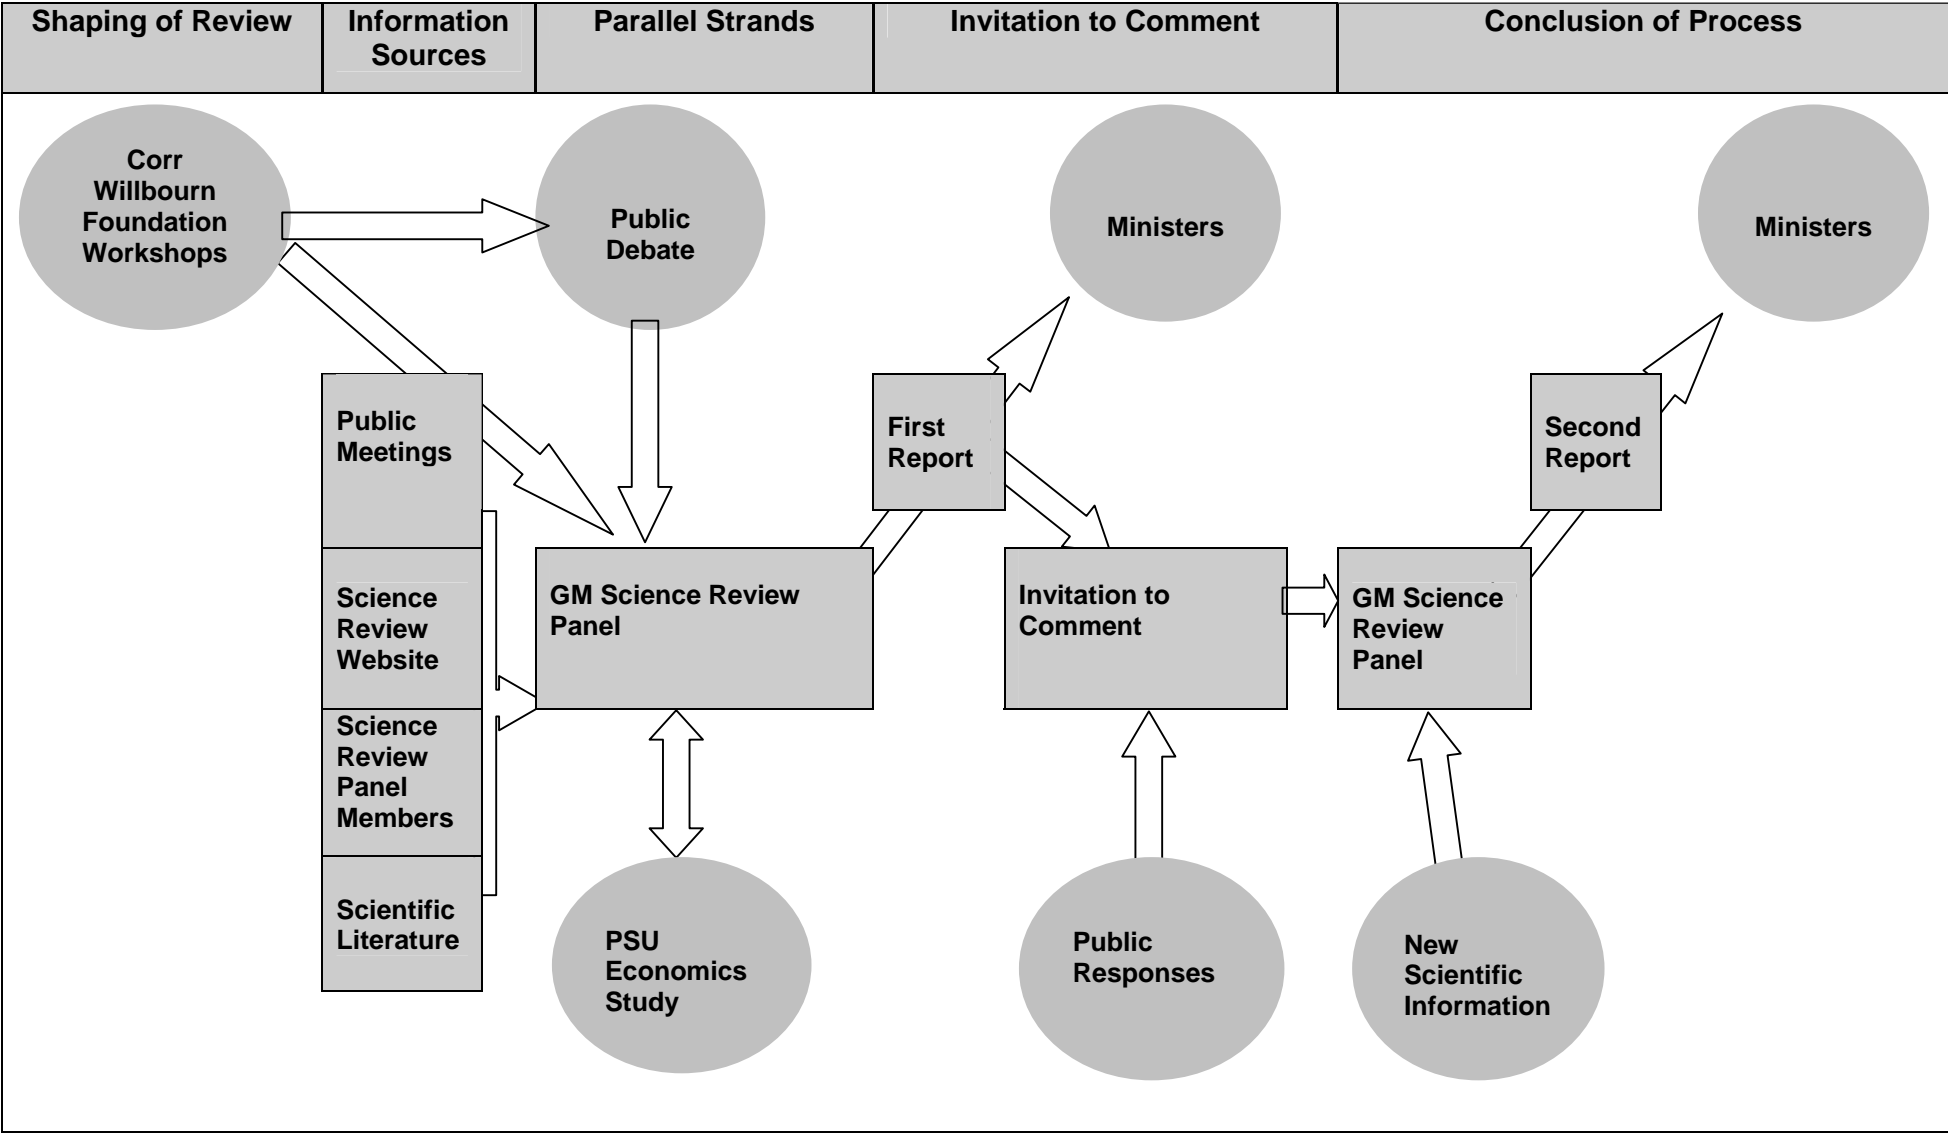 Shaping of Review
Information
Sources
Parallel Strands
Invitation to Comment
Conclusion of Process
Corr
Willbourn
Foundation
Workshops
Public
Debate
Ministers
Ministers
Public
Meetings
First
Report
Second
Report
Science
Review
Website
GM Science Review
Panel
Invitation to
Comment
GM Science
Review
Panel
Science
Review
Panel
Members
Scientific
Literature
PSU
Economics
Study
Public
Responses
New
Scientific
Information